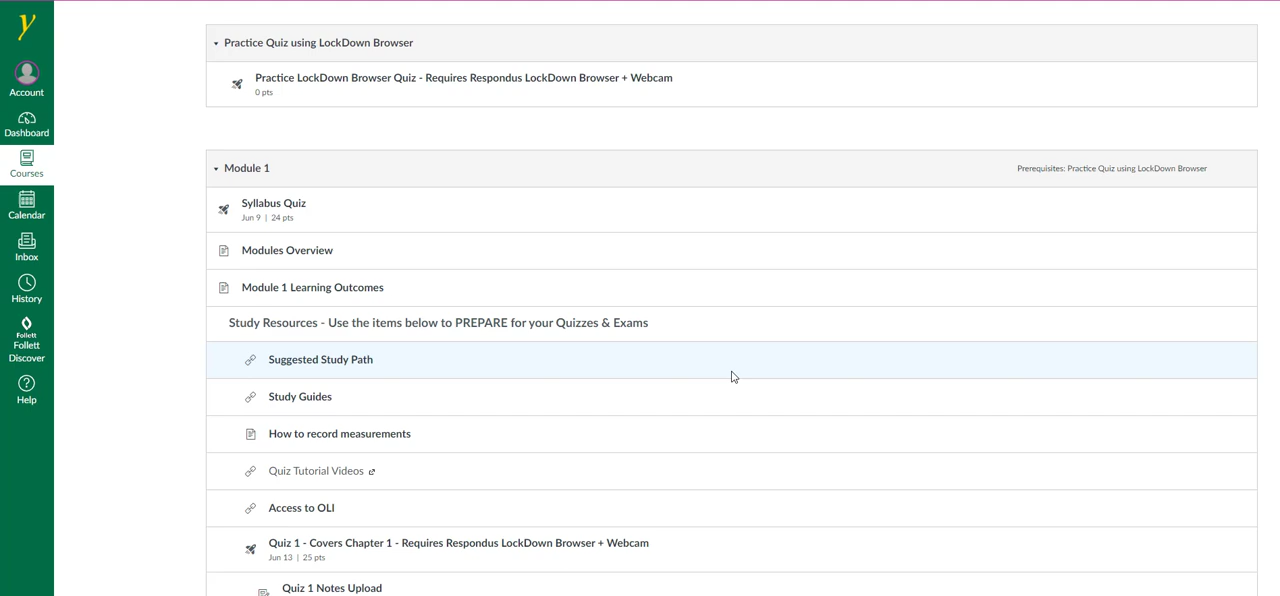 y
Account
Dashboard
Courses
Calendar
Inbox
History
Follett
Follett
Discover
Help
Practice Quiz using LockDown Browser
Practice LockDown Browser Quiz - Requires Respondus LockDown Browser + Webcam
0 pts
Module 1
Prerequisites: Practice Quiz using LockDown Browser
Syllabus Quiz
Jun 9 | 24 pts
Modules Overview
Module 1 Learning Outcomes
Study Resources - Use the items below to PREPARE for your Quizzes & Exams
Suggested Study Path
Study Guides
How to record measurements
Quiz Tutorial Videos
Access to OLI
Quiz 1 - Covers Chapter 1 - Requires Respondus LockDown Browser + Webcam
Jun 13 | 25 pts
Quiz 1 Notes Upload